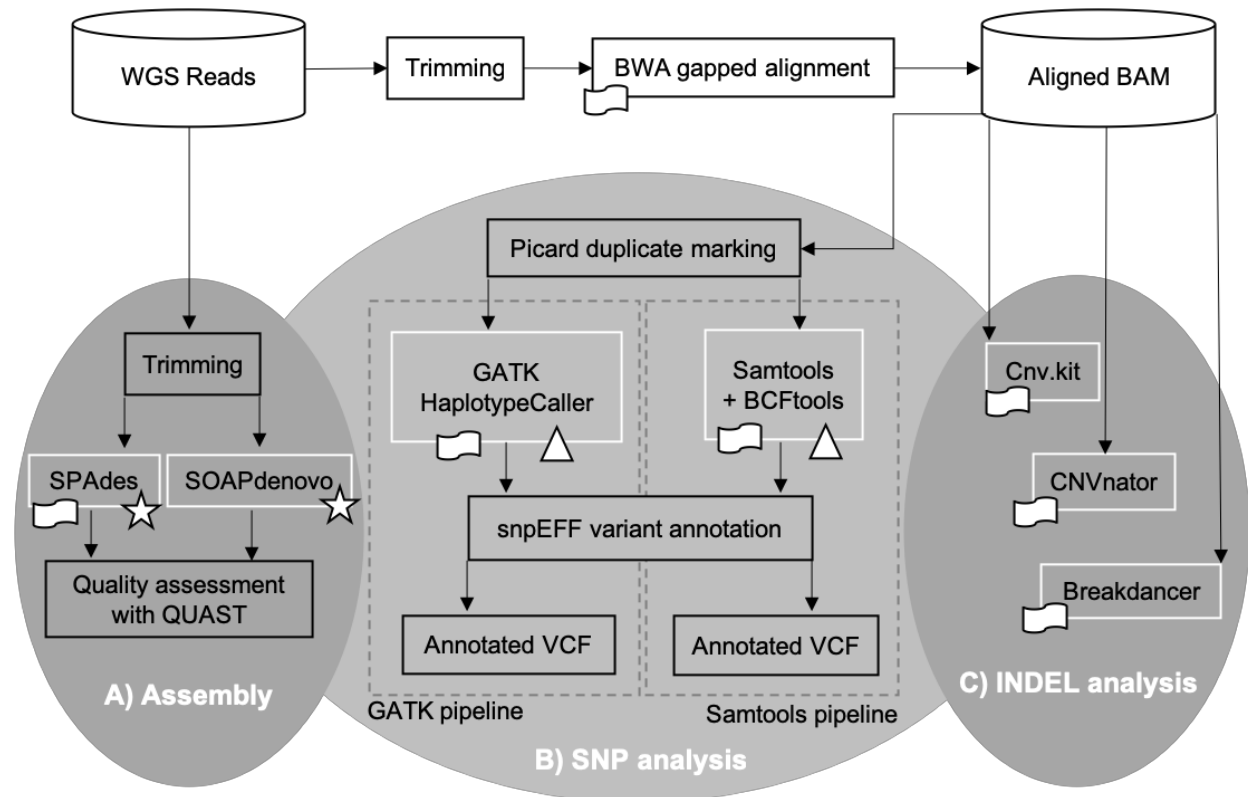 WGS Reads
Trimming
BWA gapped alignment
Aligned BAM
Picard duplicate marking
Trimming
SPAdes
SOAPdenovo
Quality assessment
with QUAST
A) Assembly
GATK
HaplotypeCaller
Samtools
+ BCFtools
snpEFF variant annotation
Annotated VCF
Annotated VCF
GATK pipeline
Samtools pipeline
B) SNP analysis
Cnv.kit
CNVnator
Breakdancer
C) INDEL analysis